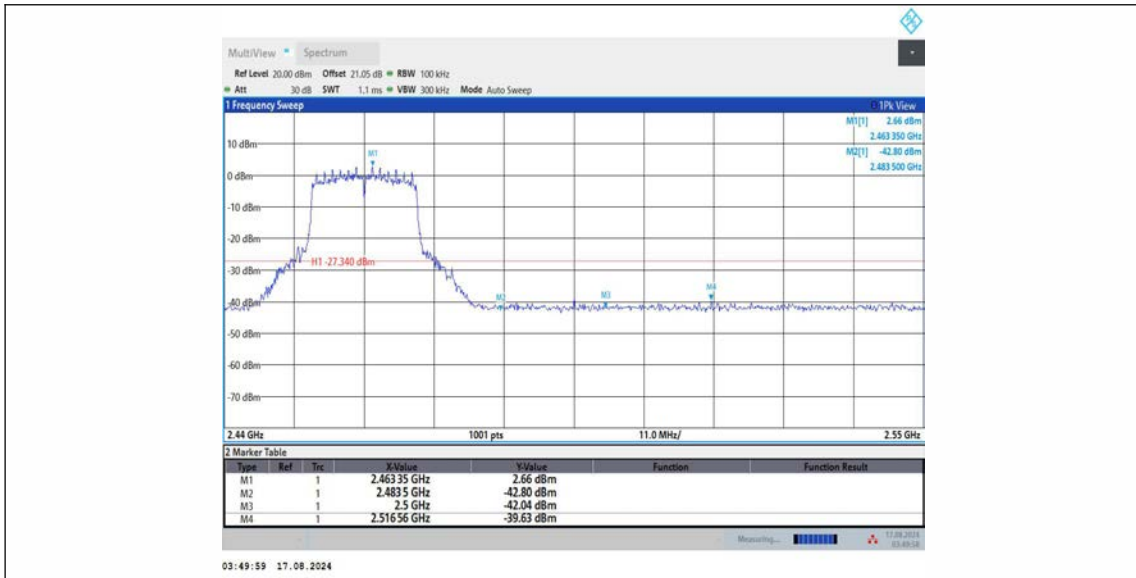 MultiView Spectrum
Ref Level 20.00 dBm Offset 21.05 dB RBW 100 kHz
Att 30 dB SWT 1.1 ms VBW 300 kHz Mode Auto Sweep
1 Frequency Sweep 1Pk View
M1[1] 2.66 dBm
2.463 350 GHz
M2[1] -42.80 dBm
2.483 500 GHz
10 dBm
M1
0 dBm
-10 dBm
-20 dBm
H1 -27.340 dBm
-30 dBm
-40 dBm
M2 M3 M4
-50 dBm
-60 dBm
-70 dBm
2.44 GHz 1001 pts 11.0 MHz/ 2.55 GHz
2 Marker Table
Type Ref Trc X-Value Y-Value Function Function Result
M1 1 2.463 35 GHz 2.66 dBm
M2 1 2.483 5 GHz -42.80 dBm
M3 1 2.5 GHz -42.04 dBm
M4 1 2.516 56 GHz -39.63 dBm
Measuring...
03:49:59 17.08.2024